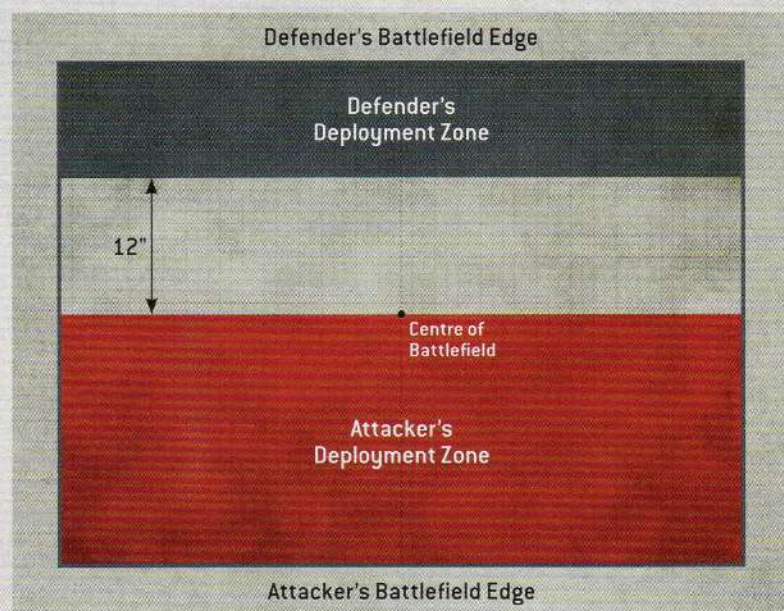 Defender's Battlefield Edge
Defender's
Deployment Zone
12"
Centre of
Battlefield
Attacker's
Deployment Zone
Attacker's Battlefield Edge